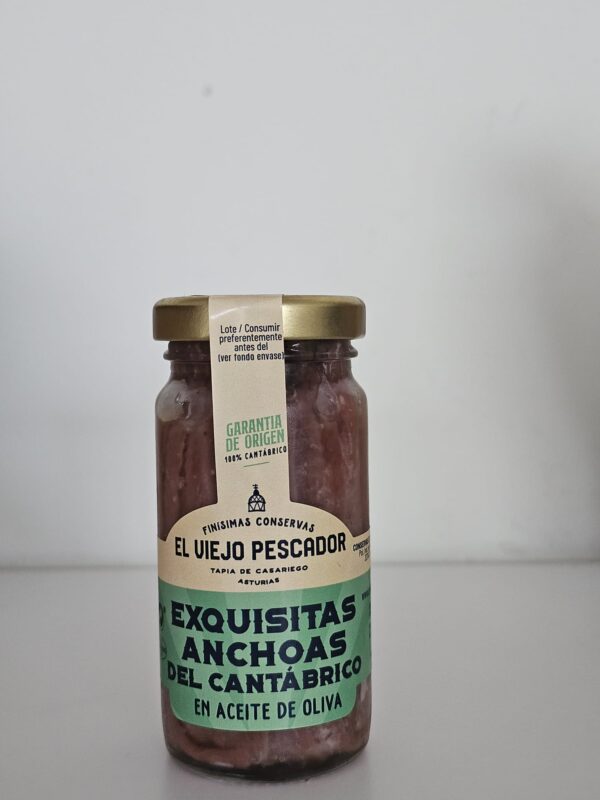 Lote / Consumir
preferentemente
antes del
(ver fondo envase)
GARANTIA
DE ORIGEN
100% CANTÁBRICO
FINÍSIMAS CONSERVAS
EL VIEJO PESCADOR
TAPIA DE CASARIEGO
ASTURIAS
EXQUISITAS
ANCHOAS
DEL CANTÁBRICO
EN ACEITE DE OLIVA